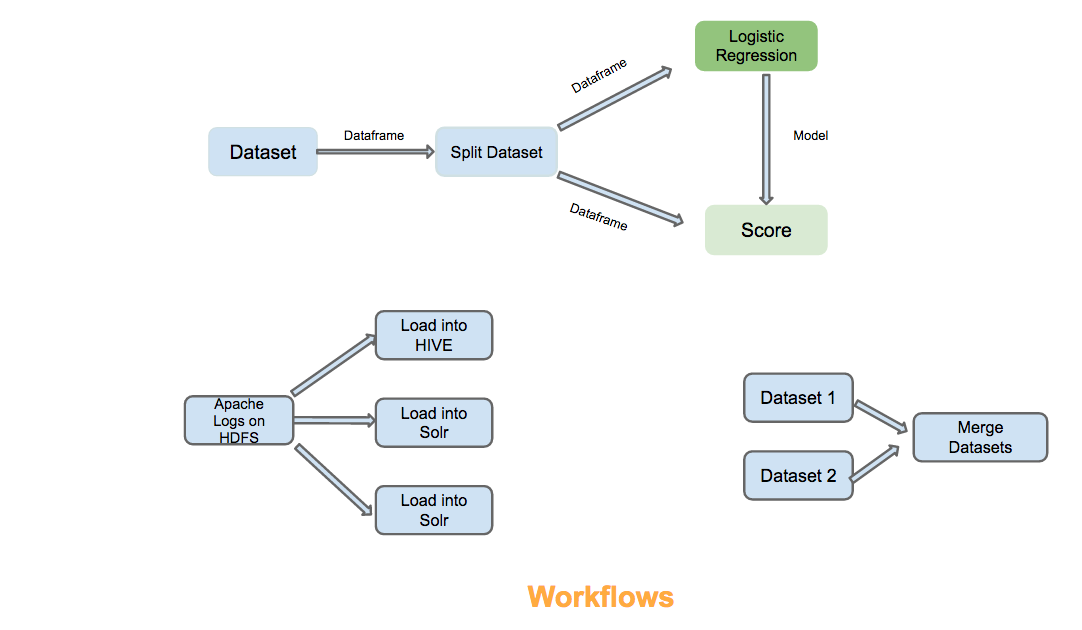 Logistic
Regression
Dataframe
Dataframe
Model
Dataset
Split Dataset
Dataframe
Score
Load into
HIVE
Apache
Logs on
HDFS
Load into
Solr
Load into
Solr
Dataset 1
Dataset 2
Merge
Datasets
Workflows